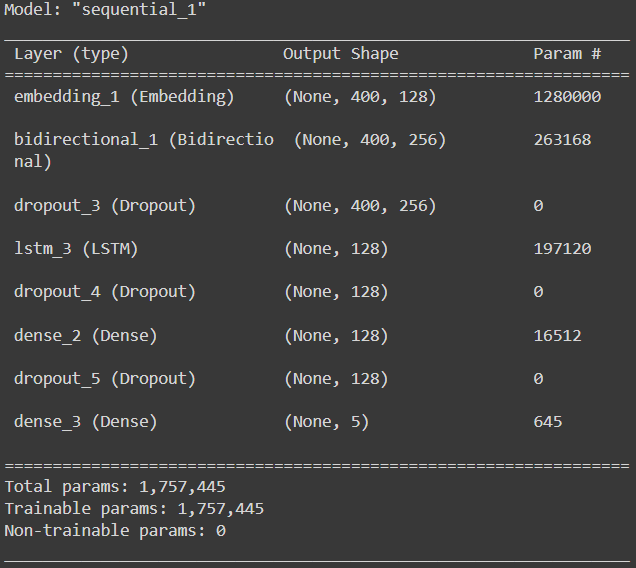 Model: "sequential_1"
Layer (type) Output Shape Param #
embedding_1 (Embedding) (None, 400, 128) 1280000
bidirectional_1 (Bidirectio (None, 400, 256) 263168
nal)
dropout_3 (Dropout) (None, 400, 256) 0
lstm_3 (LSTM) (None, 128) 197120
dropout_4 (Dropout) (None, 128) 0
dense_2 (Dense) (None, 128) 16512
dropout_5 (Dropout) (None, 128) 0
dense_3 (Dense) (None, 5) 645
Total params: 1,757,445
Trainable params: 1,757,445
Non-trainable params: 0